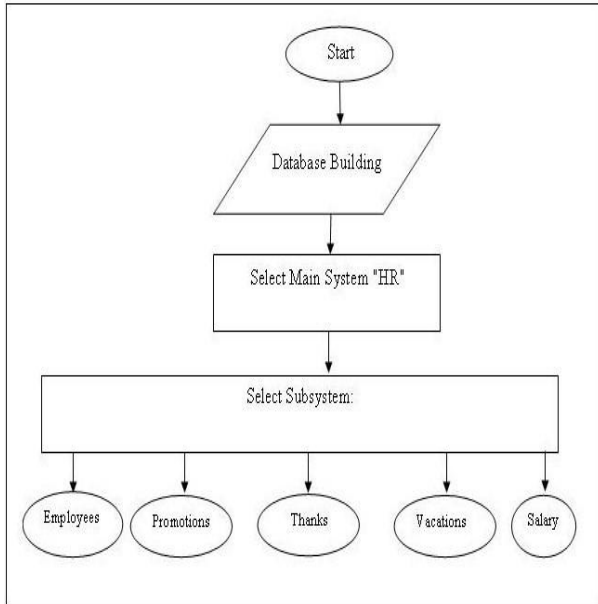 Start
Database Building
Select Main System "HR"
Select Subsystem:
Employees
Promotions
Thanks
Vacations
Salary